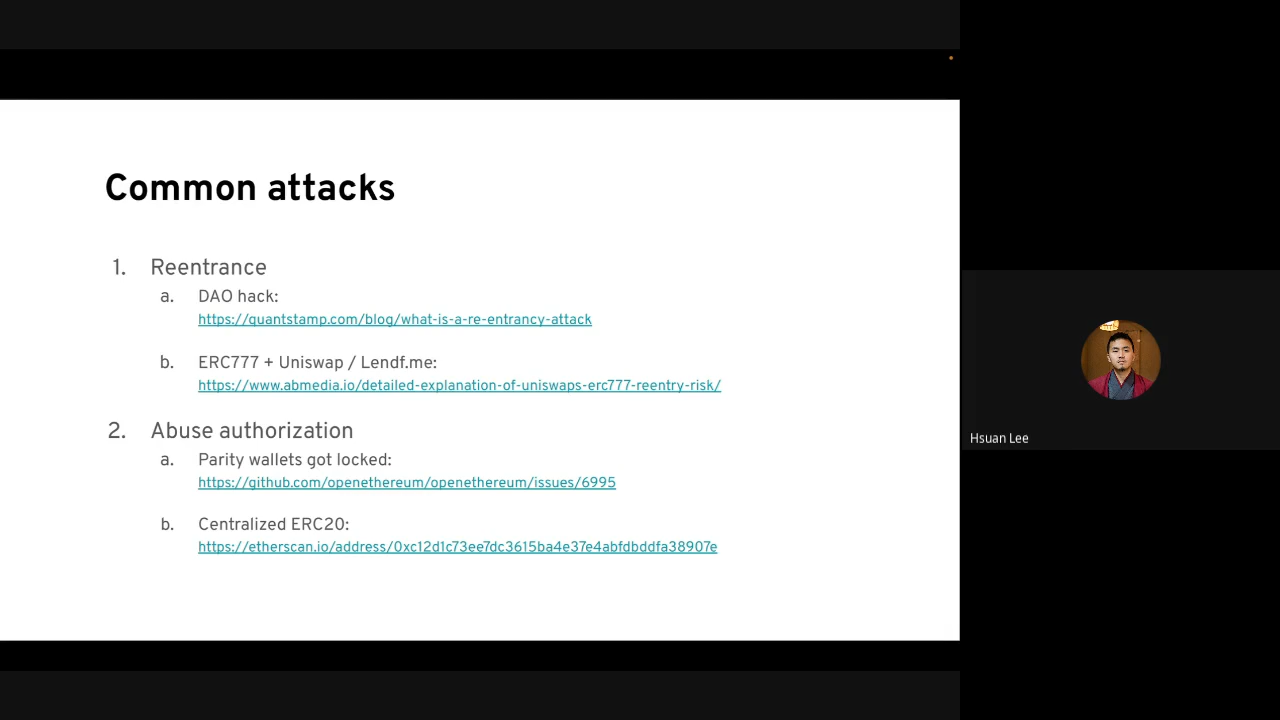 Common attacks
1. Reentrance
a. DAO hack:
https://quantstamp.com/blog/what-is-a-re-entrancy-attack
b. ERC777 + Uniswap / Lendf.me:
https://www.abmedia.io/detailed-explanation-of-uniswaps-erc777-reentry-risk/
2. Abuse authorization
a. Parity wallets got locked:
https://github.com/openethereum/openethereum/issues/6995
b. Centralized ERC20:
https://etherscan.io/address/0xc12d1c73ee7dc3615ba4e37e4abfdbddfa38907e
Hsuan Lee